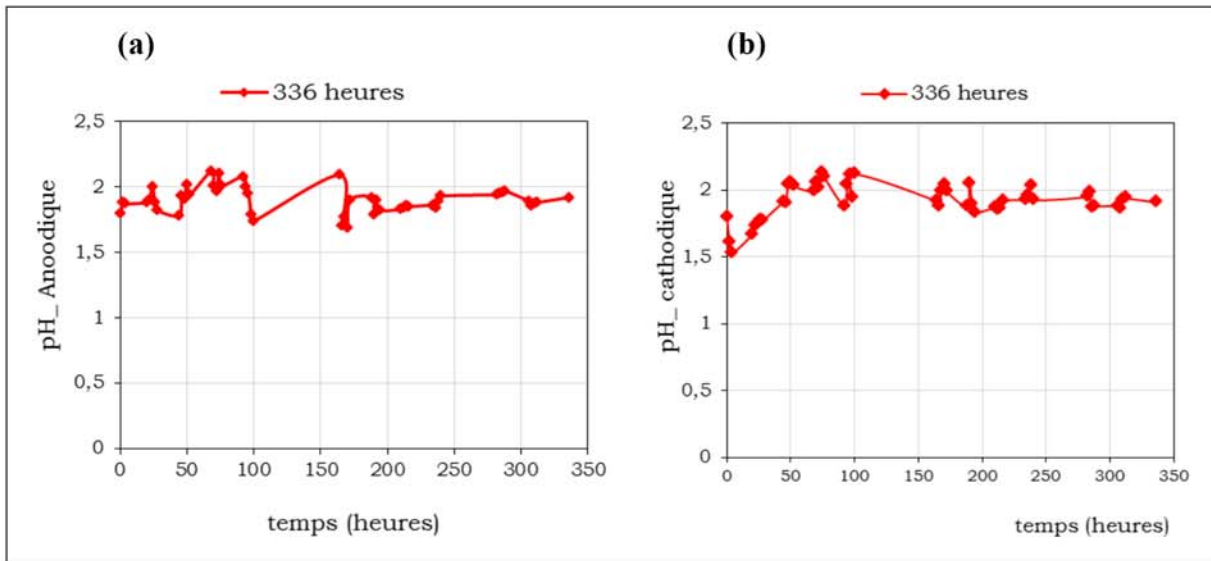 (a)
336 heures
pH_ Anoodique
2,5
2
1,5
1
0,5
0
0 50 100 150 200 250 300 350
temps (heures)
(b)
336 heures
pH_ cathodique
2,5
2
1,5
1
0,5
0
0 50 100 150 200 250 300 350
temps (heures)